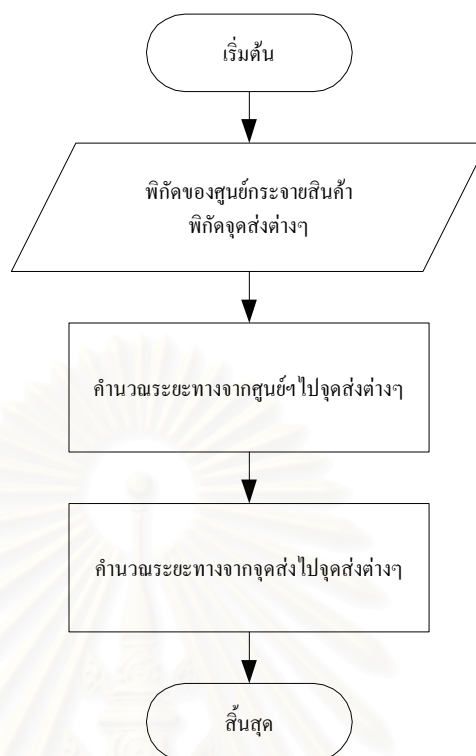 เริ่มต้น
พิกัดของศูนย์กระจายสินค้า
พิกัดจุดส่งต่างๆ
คำนวณระยะทางจากศูนย์ฯไปจุดส่งต่างๆ
คำนวณระยะทางจากจุดส่งไปจุดส่งต่างๆ
สิ้นสุด